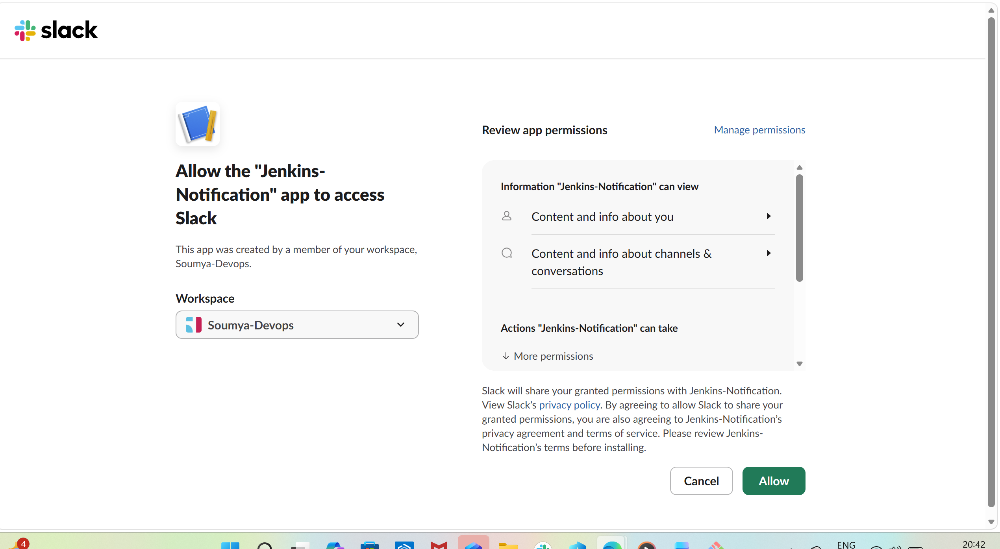 slack
Allow the "Jenkins-
Notification" app to access
Slack
This app was created by a member of your workspace,
Soumya-Devops.
Workspace
Soumya-Devops
Review app permissions
Manage permissions
Information "Jenkins-Notification" can view
Content and info about you
Content and info about channels &
conversations
Actions "Jenkins-Notification" can take
More permissions
Slack will share your granted permissions with Jenkins-Notification.
View Slack’s privacy policy. By agreeing to allow Slack to share your
granted permissions, you are also agreeing to Jenkins-Notification’s
privacy agreement and terms of service. Please review Jenkins-
Notification’s terms before installing.
Cancel
Allow
4
ENG
20:42